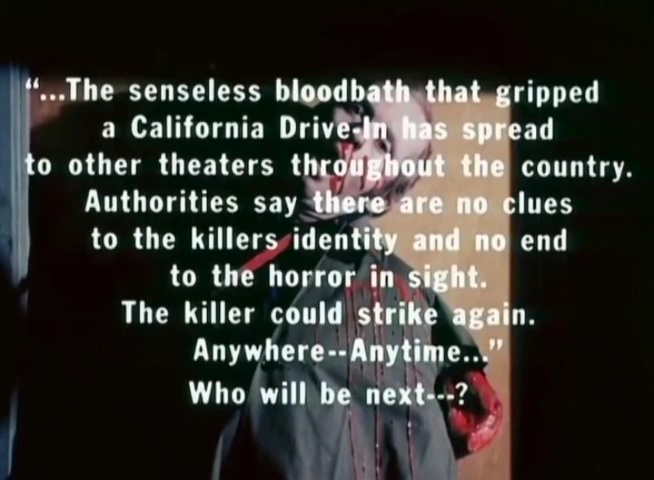 “...The senseless bloodbath that gripped
a California Drive-In has spread
to other theaters throughout the country.
Authorities say there are no clues
to the killers identity and no end
to the horror in sight.
The killer could strike again.
Anywhere--Anytime...”
Who will be next---?